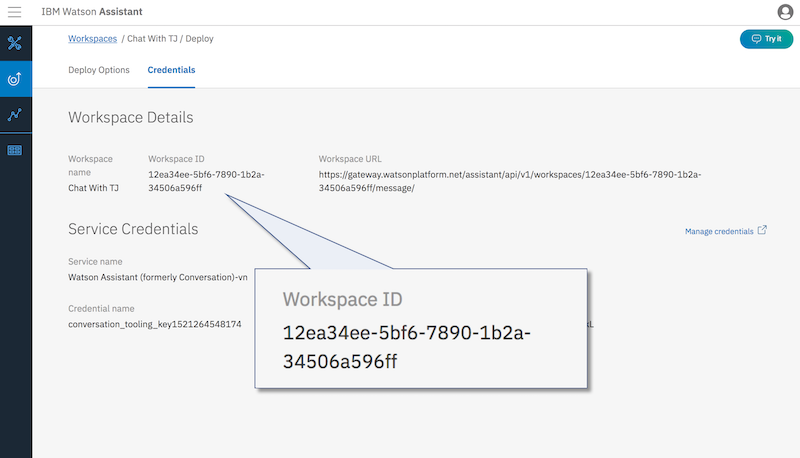 IBM Watson Assistant
Workspaces / Chat With TJ / Deploy
Try it
Deploy Options
Credentials
Workspace Details
Workspace
name
Chat With TJ
Workspace ID
12ea34ee-5bf6-7890-1b2a-
34506a596ff
Workspace URL
https://gateway.watsonplatform.net/assistant/api/v1/workspaces/12ea34ee-5bf6-7890-1b2a-
34506a596ff/message/
Service Credentials
Manage credentials
Service name
Watson Assistant (formerly Conversation)-vn
Credential name
conversation_tooling_key1521264548174
Workspace ID
12ea34ee-5bf6-7890-1b2a-
34506a596ff